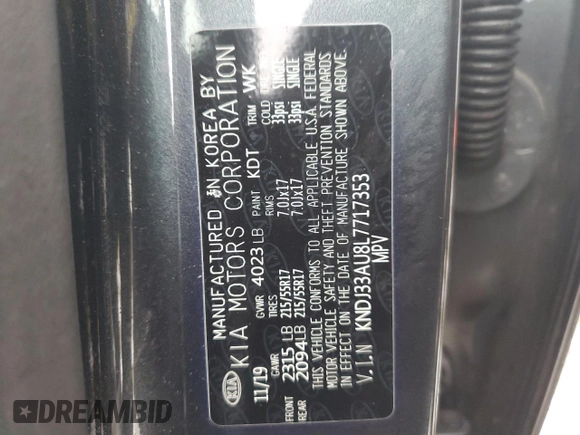 KIA
MANUFACTURED IN KOREA BY
KIA MOTORS CORPORATION
11/19 GVWR 4023 LB PAINT KDT TRIM WK
GAWR TIRES RIMS COLD
FRONT 2315 LB 215/55R17 7.0Jx17 33psi SINGLE
REAR 2094LB 215/55R17 7.0Jx17 33psi SINGLE
THIS VEHICLE CONFORMS TO ALL APPLICABLE U.S.A. FEDERAL
MOTOR VEHICLE SAFETY AND THEFT PREVENTION STANDARDS
IN EFFECT ON THE DATE OF MANUFACTURE SHOWN ABOVE.
V.I.N KNDJ33AU8L7717353
MPV
DREAMBID